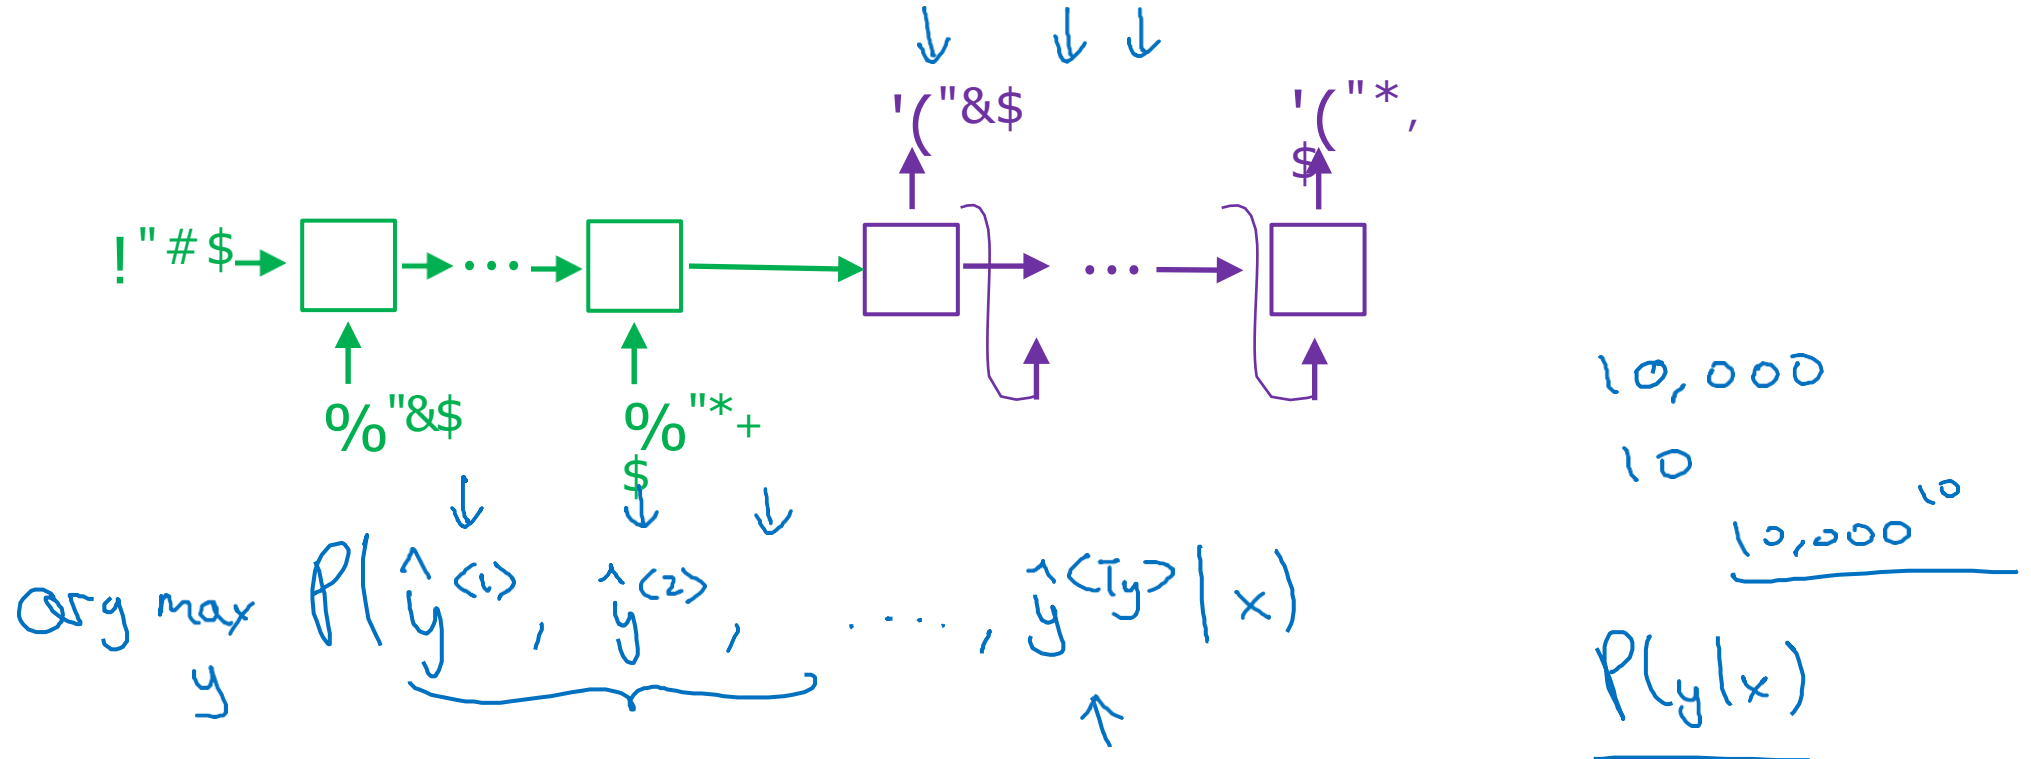 '("&$ '("*,
$
!"#$ ... ...
%"&$ %"*+
$
10,000
10
10,000^10
arg max P(ŷ<1>, ŷ<2>, ....., ŷ<Ty>|x)
y
P(y|x)